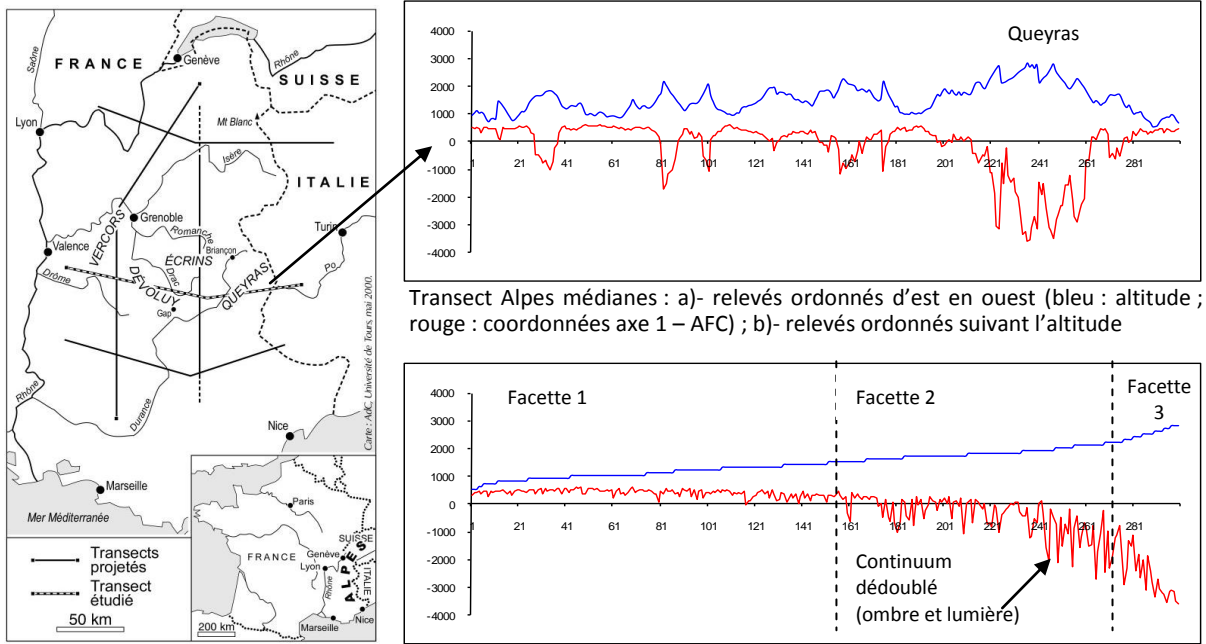 FRANCE
SUISSE
ITALIE
Saône
Genève
Rhône
Lyon
Mt Blanc
Isère
Grenoble
VERCORS
Romanche
Briançon
Turin
Valence
ÉCRINS
Drôme
Drac
DÉVOLUY
QUEYRAS
Pô
Gap
Rhône
Durance
Nice
Marseille
Mer Méditerranée
Carte : AdC, Université de Tours, mai 2000.
Transects
projetés
Transect
étudié
50 km
Paris
FRANCE
SUISSE
Genève
Lyon
ALPES
ITALIE
Rhône
Marseille
Nice
200 km
Queyras
4000
3000
2000
1000
0
-1000
-2000
-3000
-4000
1 21 41 61 81 101 121 141 161 181 201 221 241 261 281
Transect Alpes médianes : a)- relevés ordonnés d’est en ouest (bleu : altitude ;
rouge : coordonnées axe 1 – AFC) ; b)- relevés ordonnés suivant l’altitude
Facette 1
Facette 2
Facette
3
4000
3000
2000
1000
0
-1000
-2000
-3000
-4000
1 21 41 61 81 101 121 141 161 181 201 221 241 261 281
Continuum
dédoublé
(ombre et lumière)